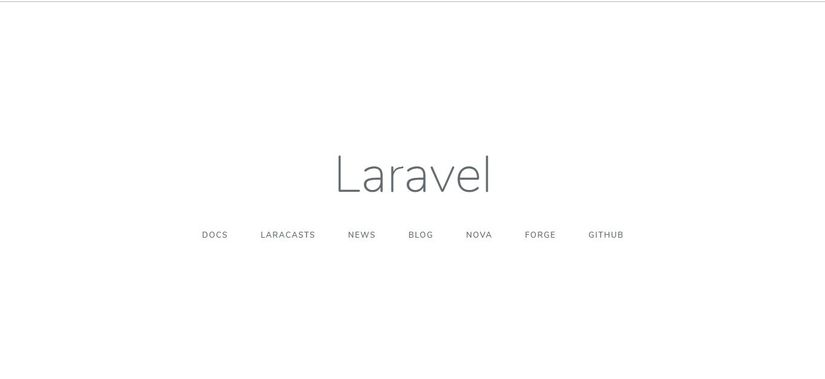 Laravel
DOCS LARACASTS NEWS BLOG NOVA FORGE GITHUB